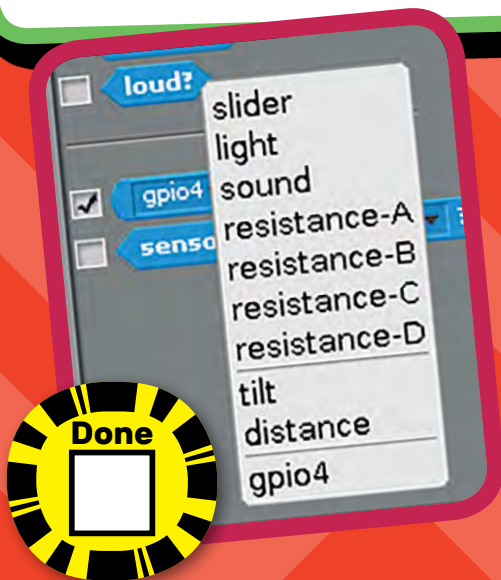 loud?
slider
light
sound
resistance-A
resistance-B
resistance-C
resistance-D
tilt
distance
gpio4
gpio4
Done